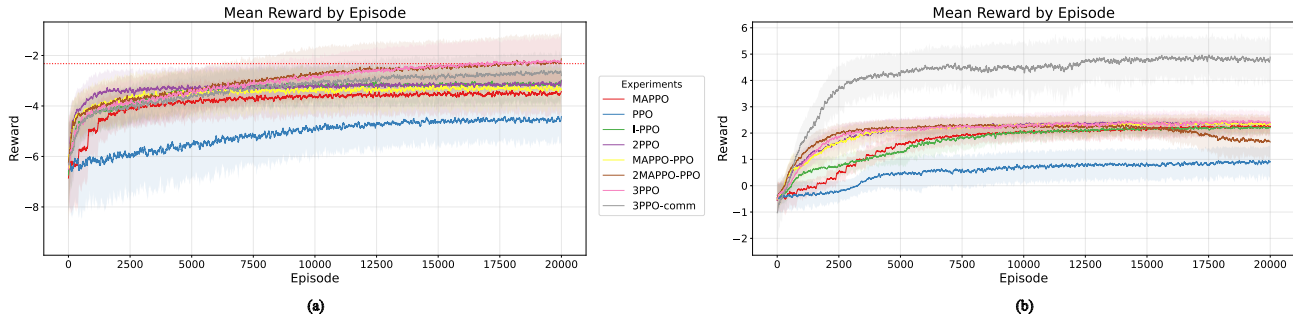 Mean Reward by Episode
Reward
−2
−4
−6
−8
0 2500 5000 7500 10000 12500 15000 17500 20000
Episode
(a)
Experiments
MAPPO
PPO
I-PPO
2PPO
MAPPO-PPO
2MAPPO-PPO
3PPO
3PPO-comm
Mean Reward by Episode
Reward
6
5
4
3
2
1
0
−1
−2
0 2500 5000 7500 10000 12500 15000 17500 20000
Episode
(b)